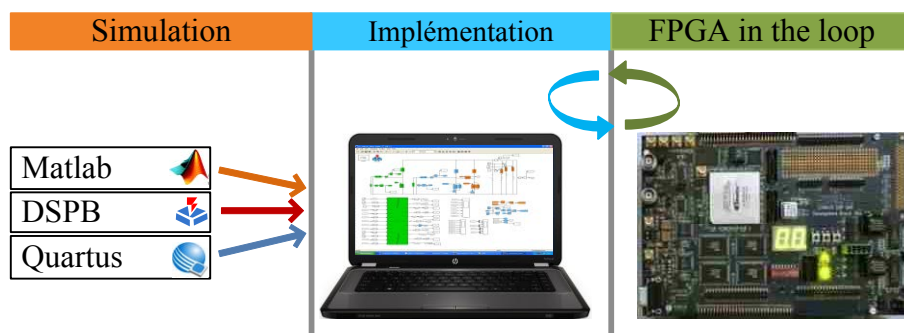 Simulation
Implémentation
FPGA in the loop
Matlab
DSPB
Quartus